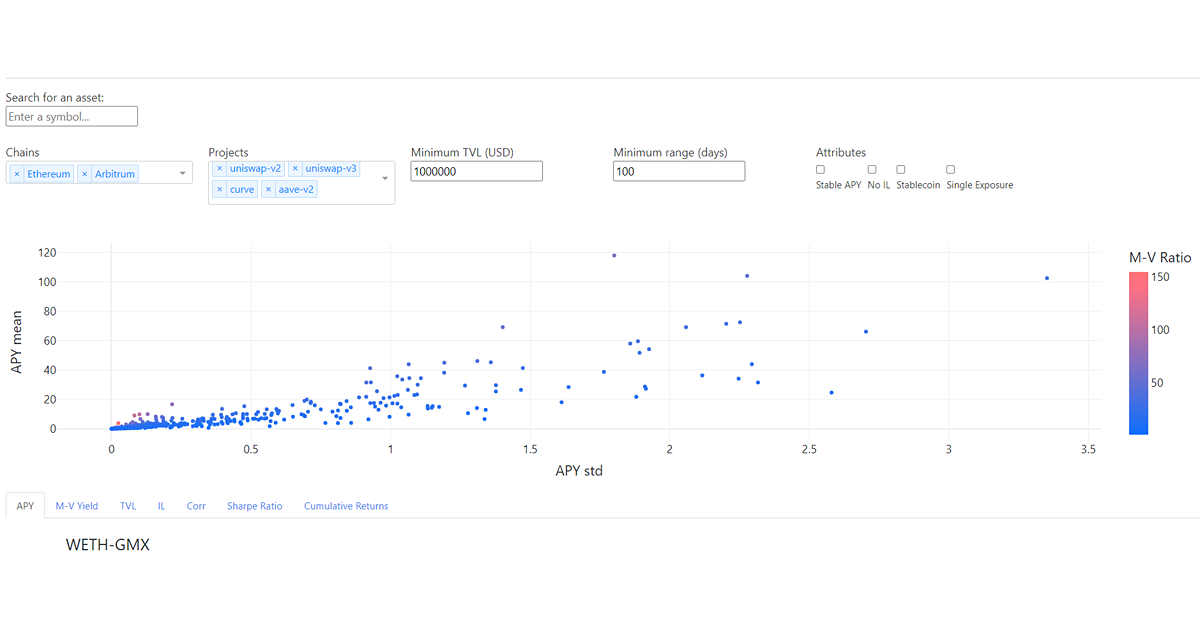 Search for an asset:
Enter a symbol...
Chains
× Ethereum × Arbitrum
Projects
× uniswap-v2 × uniswap-v3
× curve × aave-v2
Minimum TVL (USD)
1000000
Minimum range (days)
100
Attributes
Stable APY No IL Stablecoin Single Exposure
APY mean
120
100
80
60
40
20
0
0 0.5 1 1.5 2 2.5 3 3.5
APY std
M-V Ratio
150
100
50
APY M-V Yield TVL IL Corr Sharpe Ratio Cumulative Returns
WETH-GMX